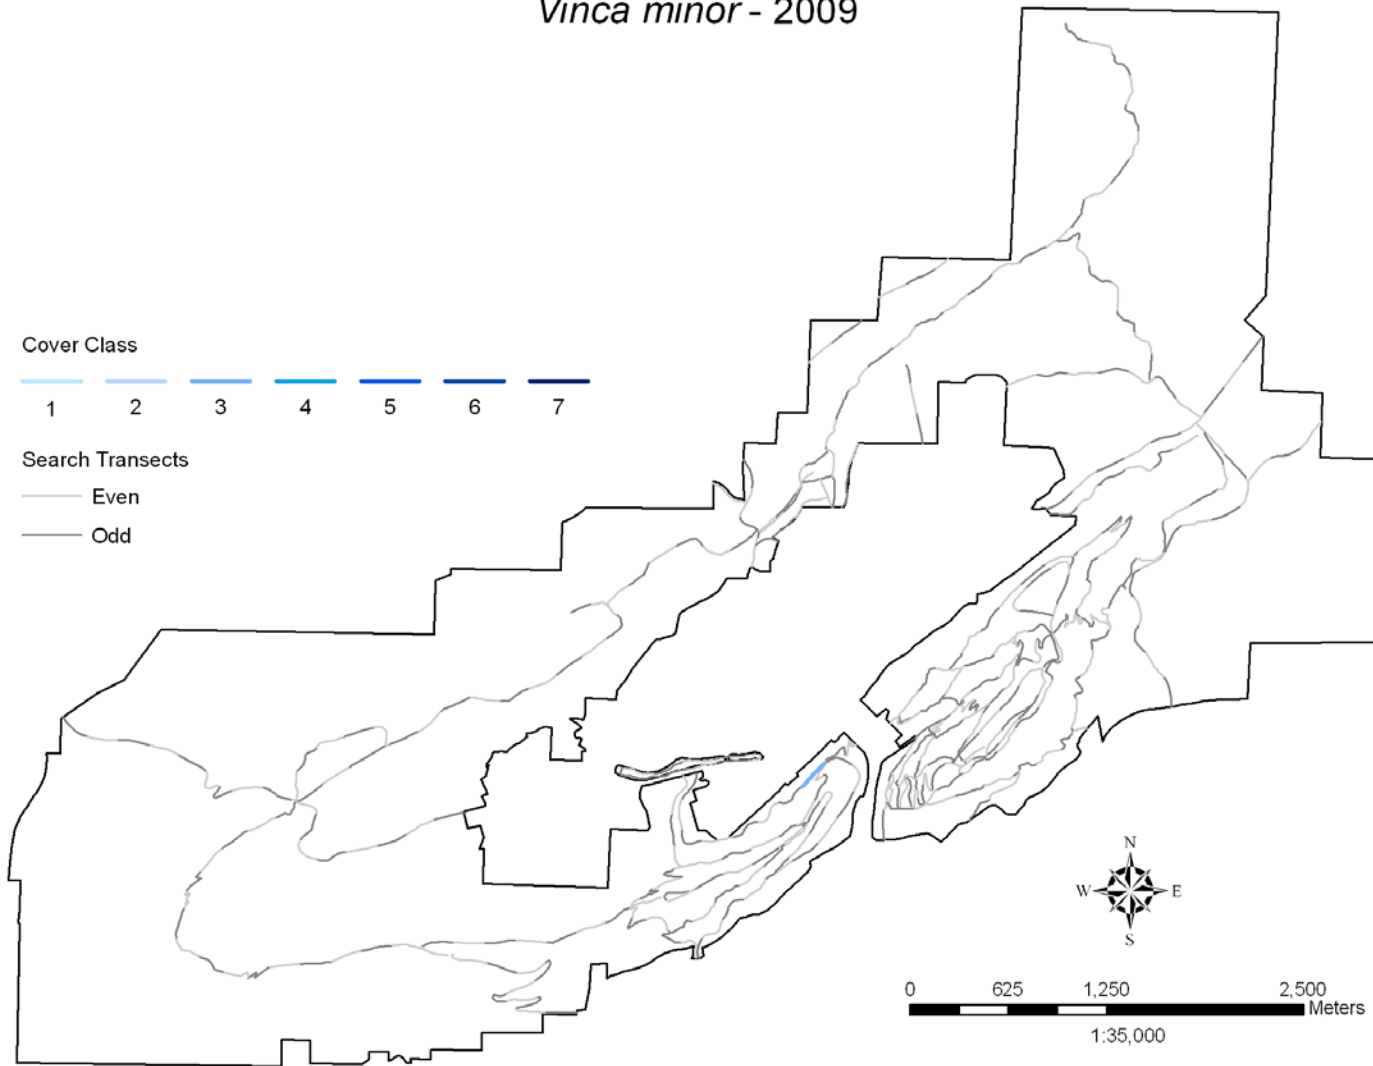 Vinca minor - 2009
Cover Class
1 2 3 4 5 6 7
Search Transects
Even
Odd
N
W E
S
0 625 1,250 2,500
Meters
1:35,000